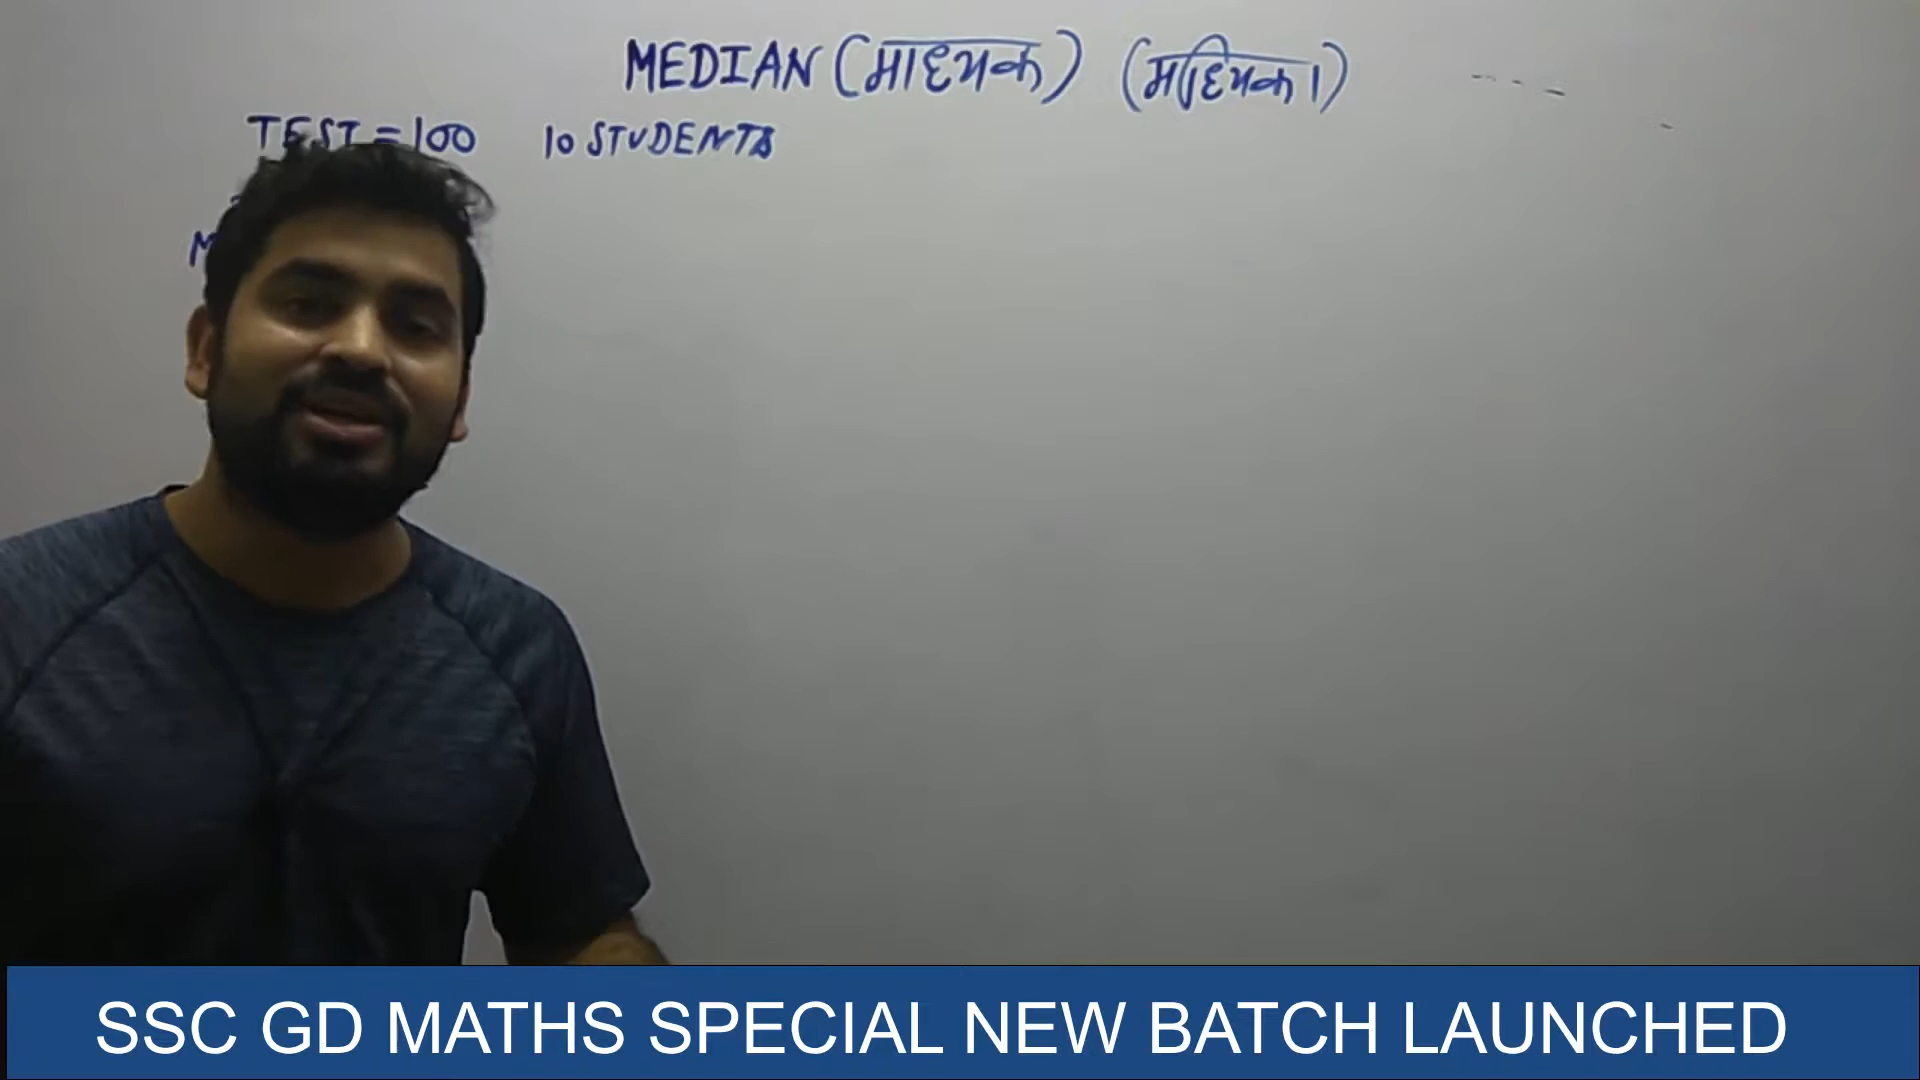 MEDIAN (माध्यक) (मध्यिका)
TEST = 100 10 STUDENTS
M
SSC GD MATHS SPECIAL NEW BATCH LAUNCHED